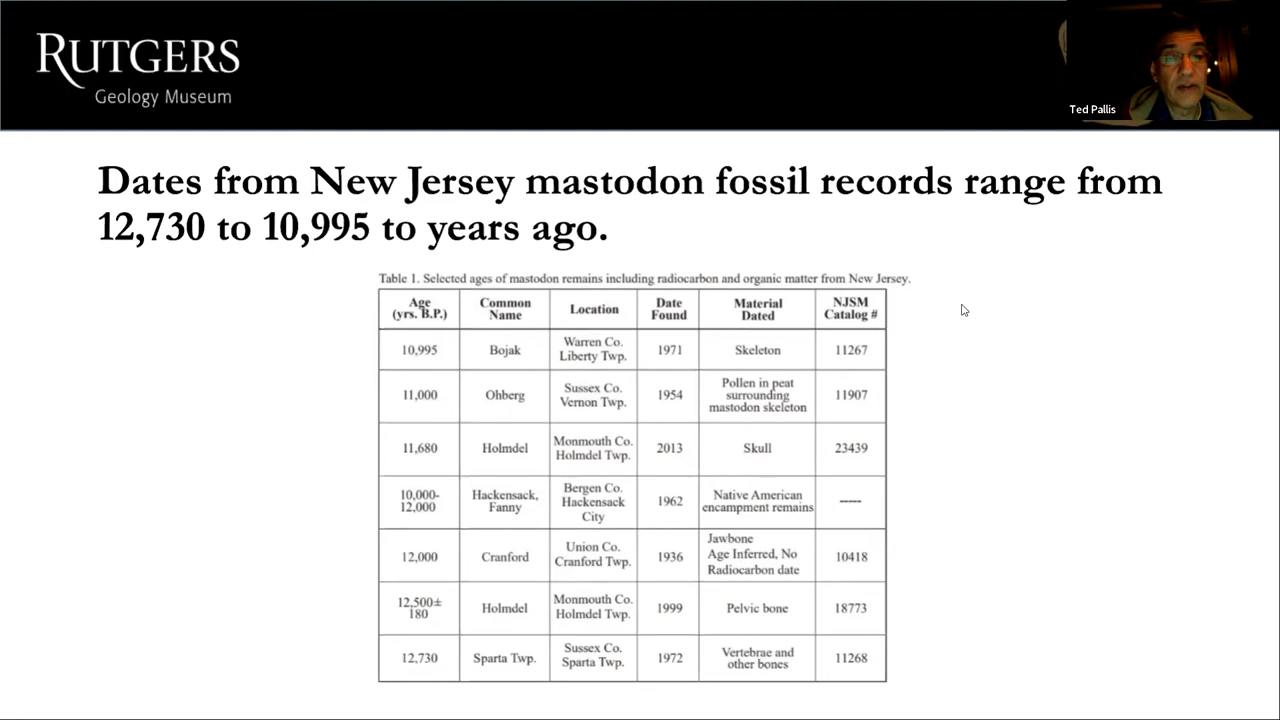 RUTGERS
Geology Museum
Ted Pallis
Dates from New Jersey mastodon fossil records range from
12,730 to 10,995 to years ago.
Table 1. Selected ages of mastodon remains including radiocarbon and organic matter from New Jersey.
Age (yrs. B.P.) Common Name Location Date Found Material Dated NJSM Catalog #
10,995 Bojak Warren Co. Liberty Twp. 1971 Skeleton 11267
11,000 Ohberg Sussex Co. Vernon Twp. 1954 Pollen in peat surrounding mastodon skeleton 11907
11,680 Holmdel Monmouth Co. Holmdel Twp. 2013 Skull 23439
10,000-12,000 Hackensack, Fanny Bergen Co. Hackensack City 1962 Native American encampment remains -----
12,000 Cranford Union Co. Cranford Twp. 1936 Jawbone Age Inferred, No Radiocarbon date 10418
12,500± 180 Holmdel Monmouth Co. Holmdel Twp. 1999 Pelvic bone 18773
12,730 Sparta Twp. Sussex Co. Sparta Twp. 1972 Vertebrae and other bones 11268